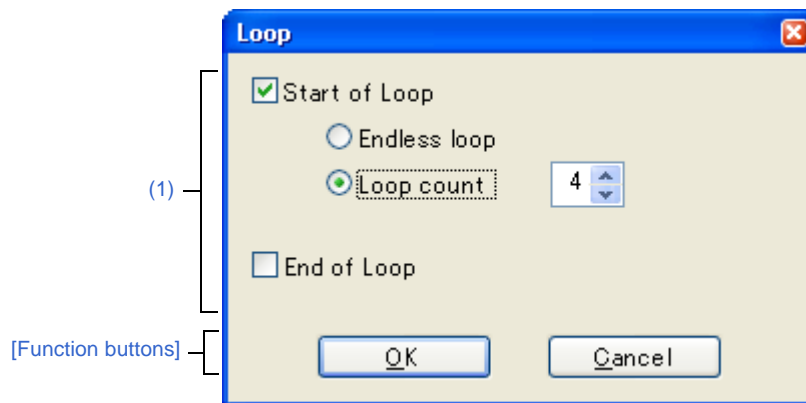 Loop
Start of Loop
Endless loop
(1)
Loop count 4
End of Loop
[Function buttons]
OK Cancel